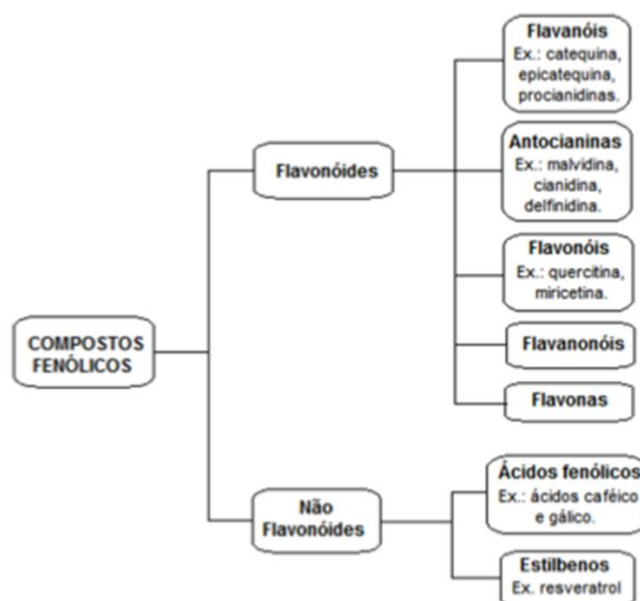 Flavanóis
Ex.: catequina,
epicatequina,
procianidinas.
Antocianinas
Ex.: malvidina,
cianidina,
delfinidina.
Flavonóides
Flavonóis
Ex.: quercitina,
miricetina.
COMPOSTOS
FENÓLICOS
Flavanonóis
Flavonas
Não
Flavonóides
Ácidos fenólicos
Ex.: ácidos caféico
e gálico.
Estilbenos
Ex. resveratrol